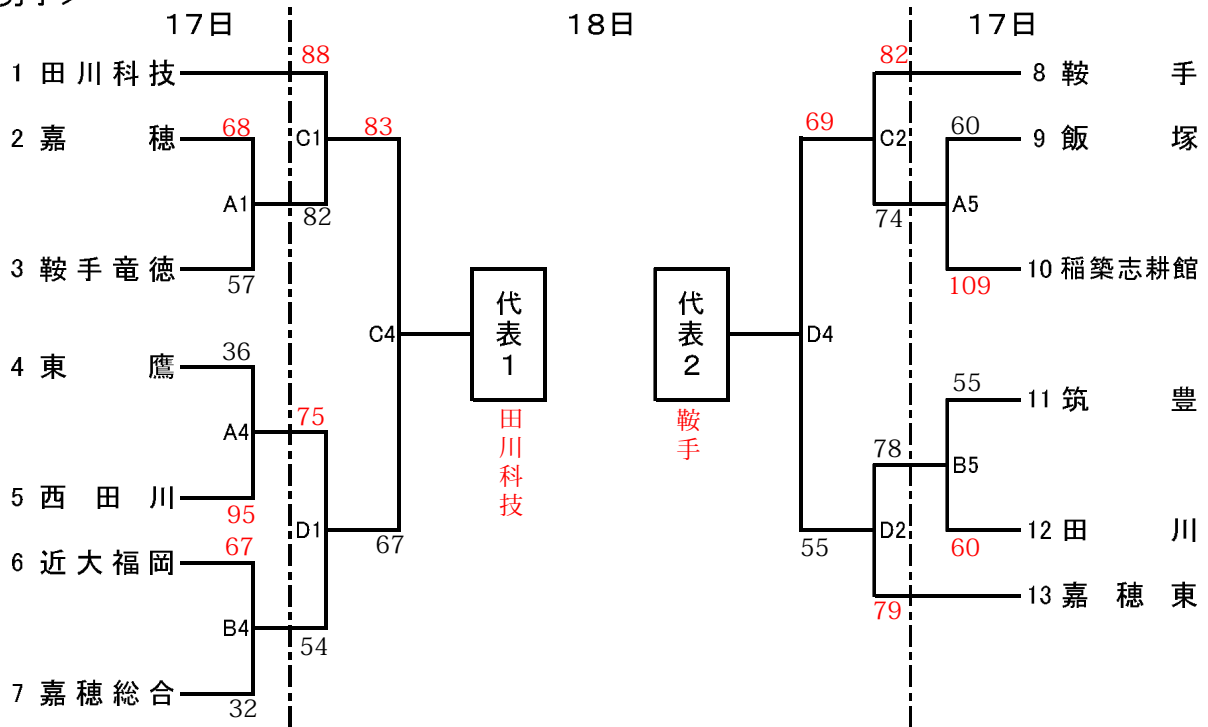 17日 18日 17日
1 田川科技 88
2 嘉穂 68 C1 83
A1 82
3 鞍手竜徳 57
4 東鷹 36
A4 75
5 西田川 95
D1 67
6 近大福岡 67
B4 54
7 嘉穂総合 32
C4
代表1
田川科技
代表2
鞍手
D4
82 8 鞍手
69 C2 60 9 飯塚
74 A5
109 10 稲築志耕館
55 11 筑豊
78 B5
55 D2 60 12 田川
79 13 嘉穂東